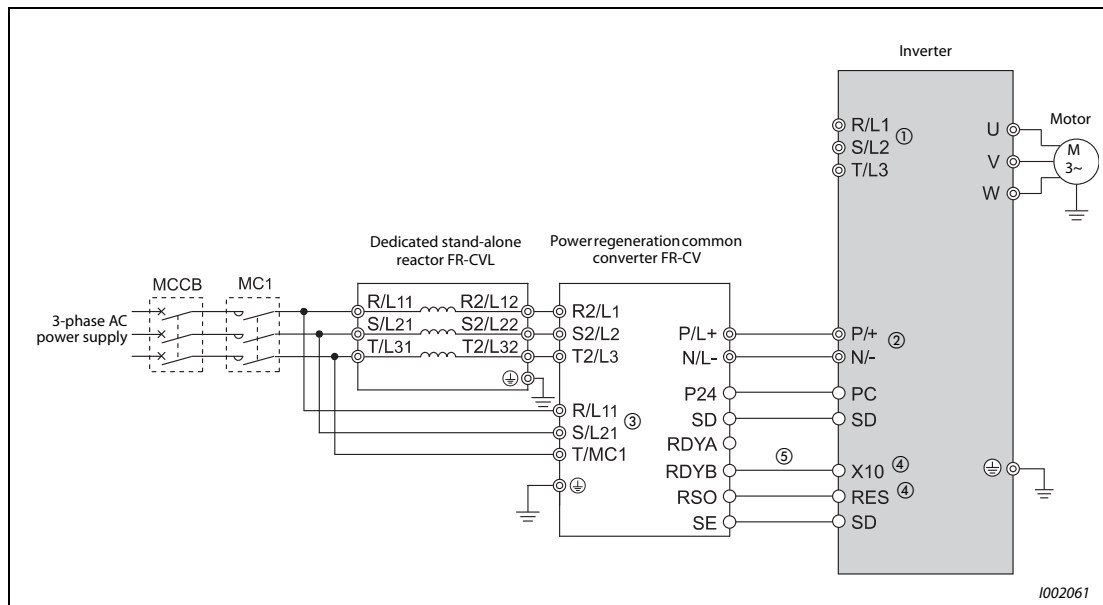 Inverter
R/L1
S/L2
T/L3
①
U
V
W
Motor
M
3~
Dedicated stand-alone
reactor FR-CVL
Power regeneration common
converter FR-CV
MCCB
MC1
3-phase AC
power supply
R/L11
R2/L12
S/L21
S2/L22
T/L31
T2/L32
R2/L1
S2/L2
T2/L3
R/L11
S/L21
T/MC1
③
P/L+
N/L-
P24
SD
RDYA
RDYB
RSO
SE
⑤
P/+
N/-
②
PC
SD
X10 ④
RES ④
SD
I002061